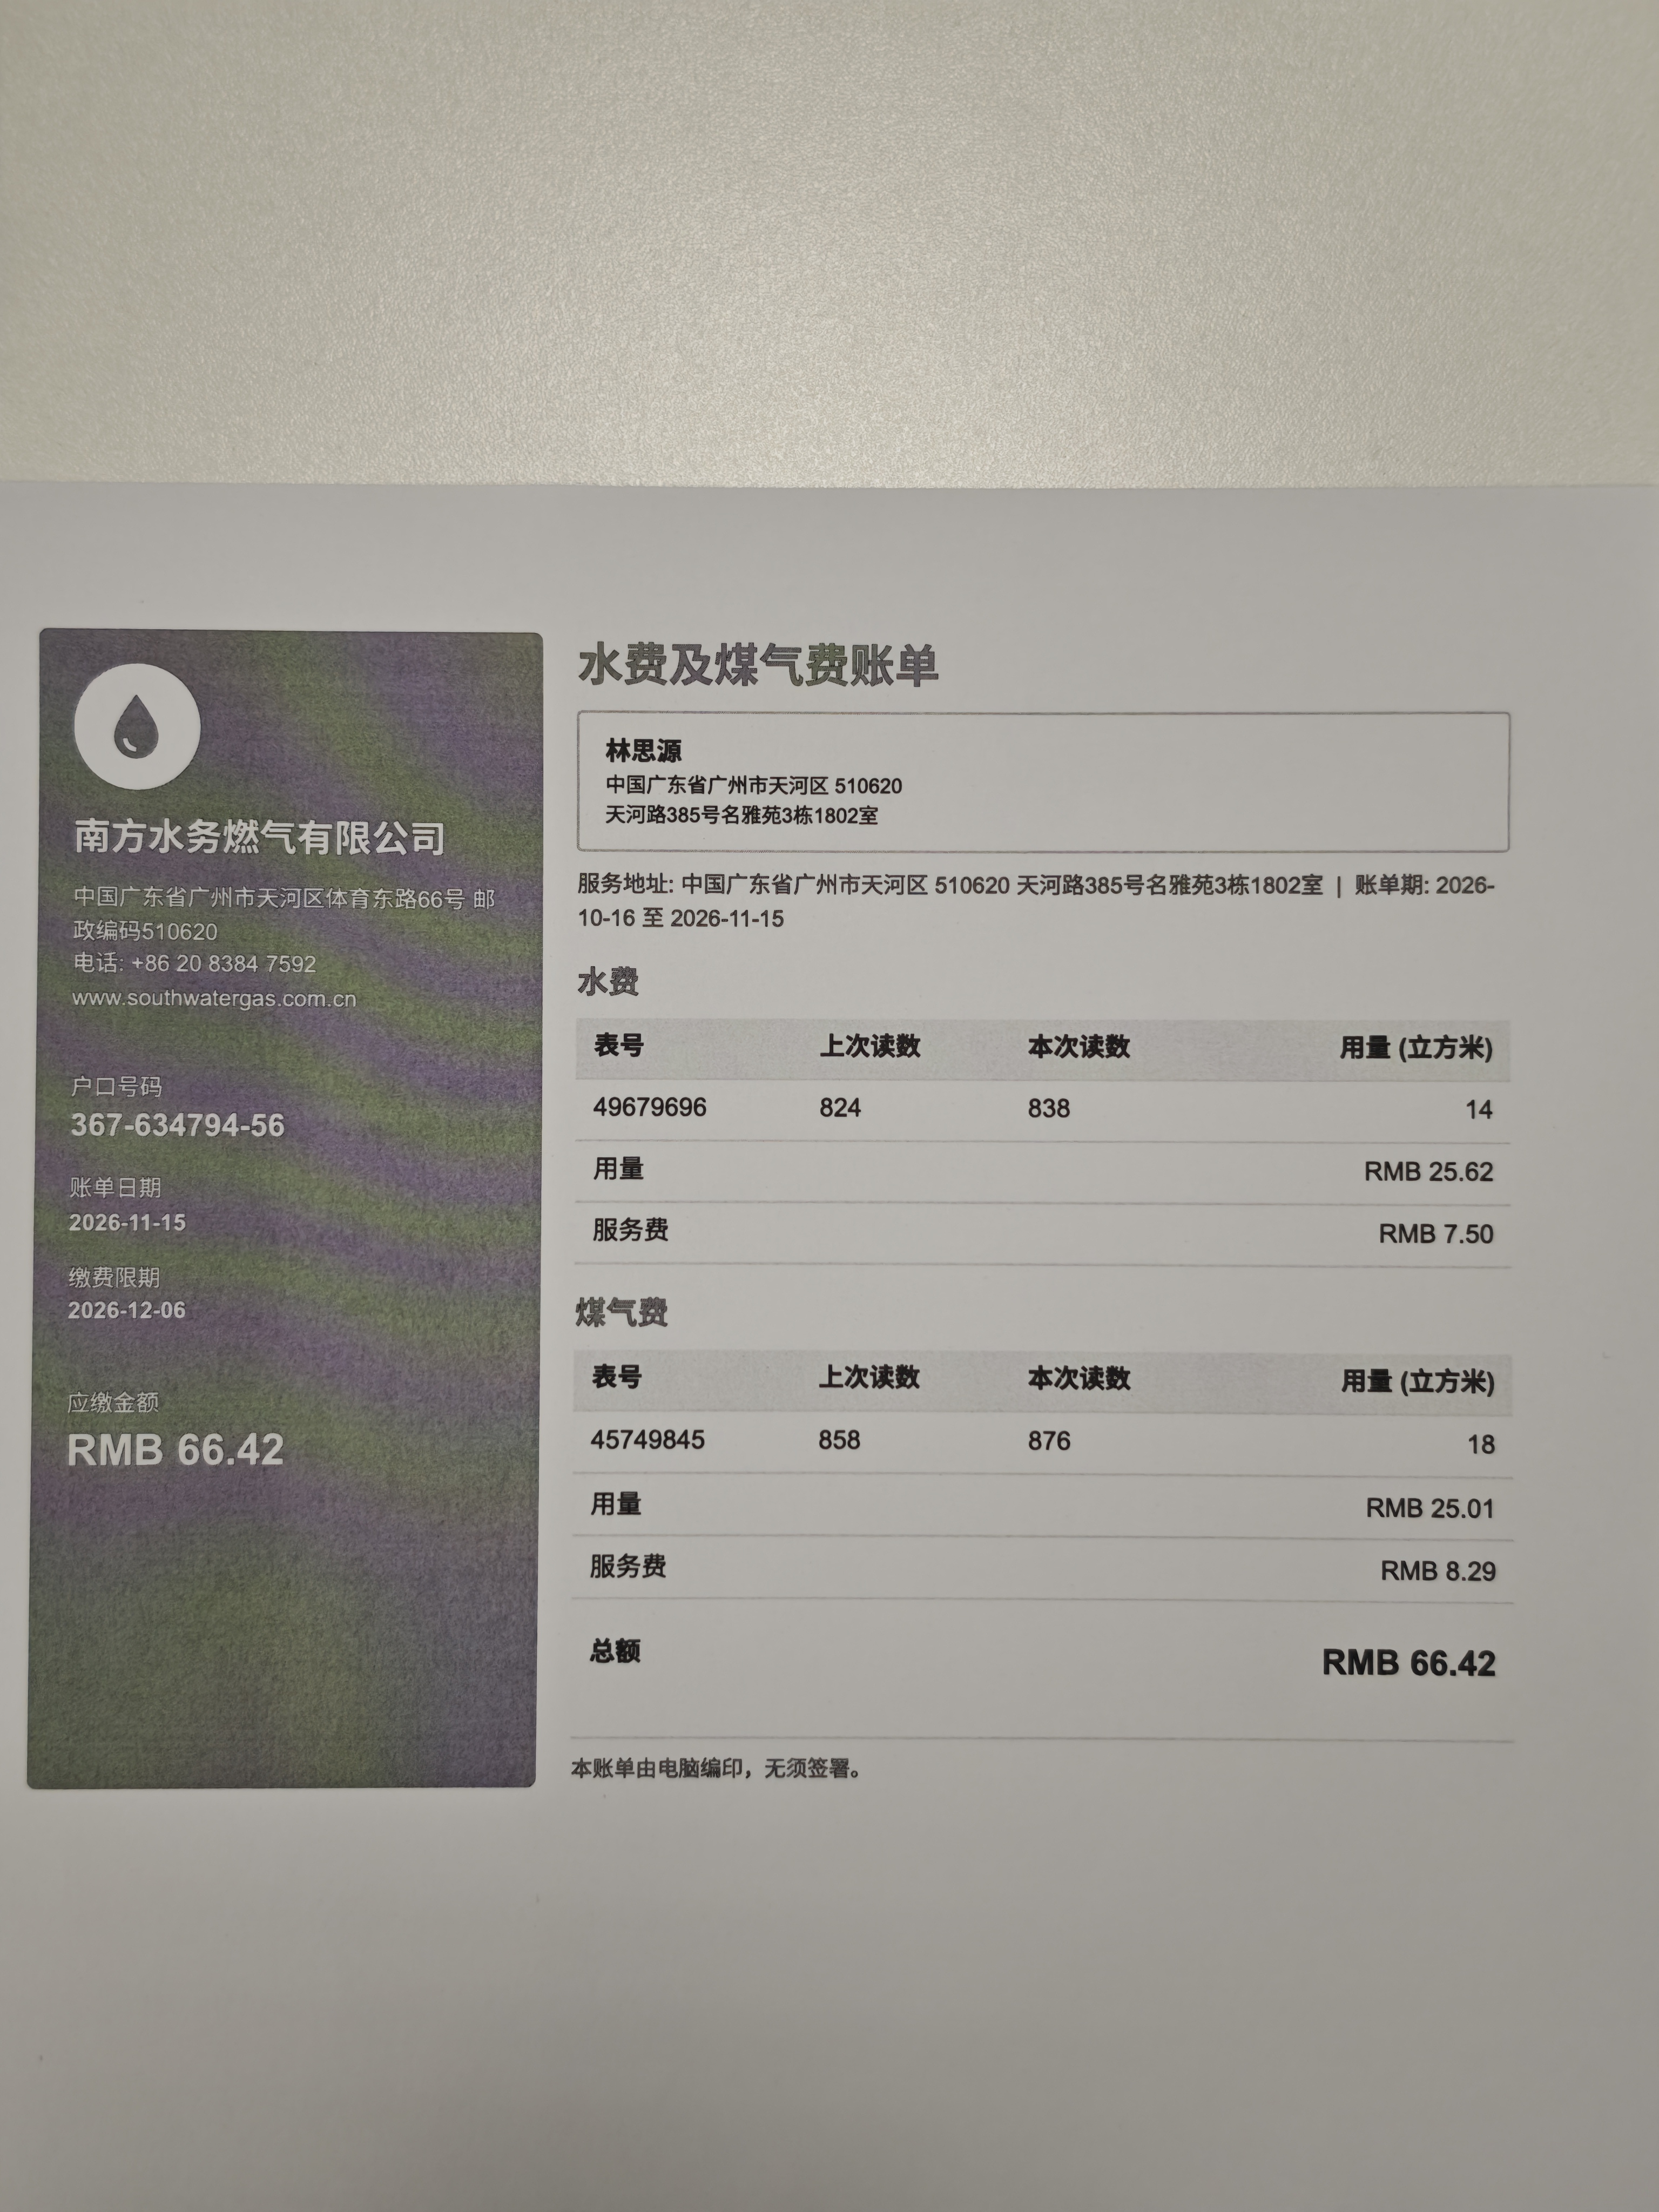 南方水务燃气有限公司
中国广东省广州市天河区体育东路66号 邮
政编码510620
电话: +86 20 8384 7592
www.southwatergas.com.cn
户口号码
367-634794-56
账单日期
2026-11-15
缴费限期
2026-12-06
应缴金额
RMB 66.42
水费及煤气费账单
林思源
中国广东省广州市天河区 510620
天河路385号名雅苑3栋1802室
服务地址: 中国广东省广州市天河区 510620 天河路385号名雅苑3栋1802室 | 账单期: 2026-
10-16 至 2026-11-15
水费
表号 上次读数 本次读数 用量 (立方米)
49679696 824 838 14
用量 RMB 25.62
服务费 RMB 7.50
煤气费
表号 上次读数 本次读数 用量 (立方米)
45749845 858 876 18
用量 RMB 25.01
服务费 RMB 8.29
总额 RMB 66.42
本账单由电脑编印，无须签署。